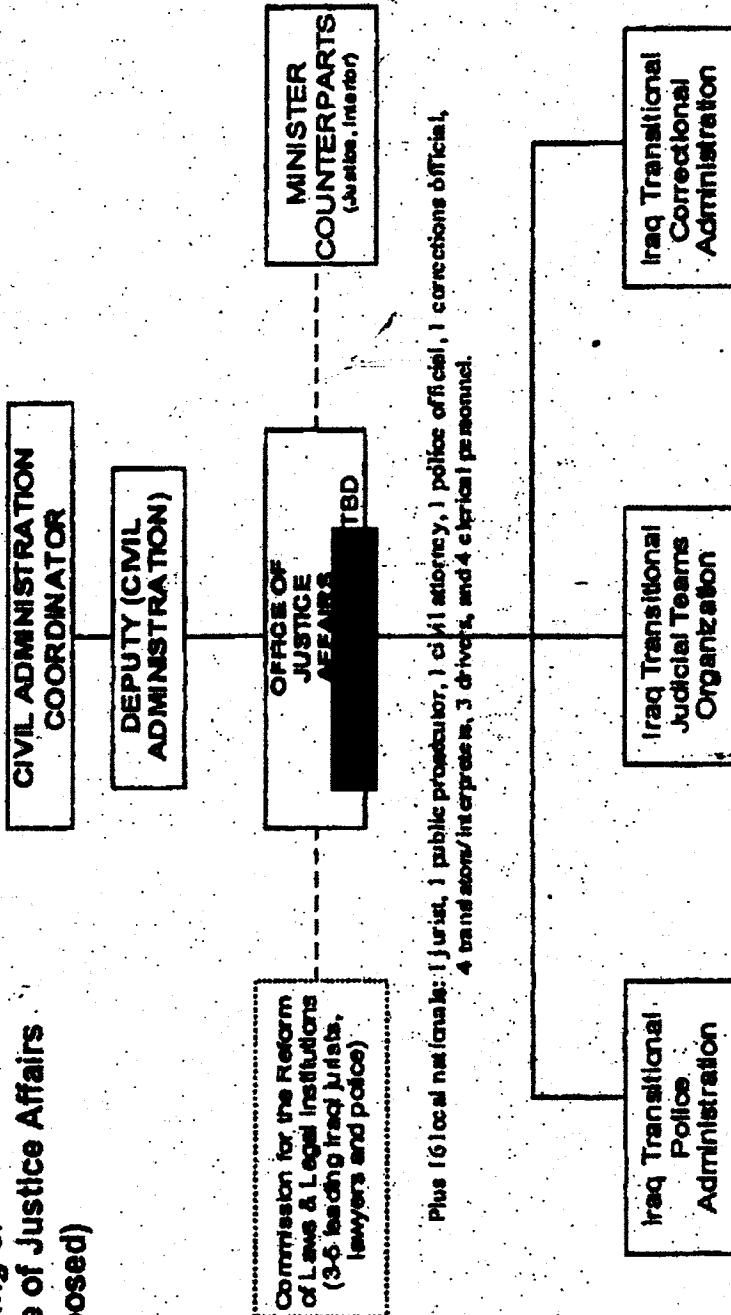 of Justice Affairs
CIVIL ADMINISTRATION
COORDINATOR
DEPUTY (CIVIL
ADMINISTRATION)
Commission for the Reform
of Laws & Legal Institutions
(3-6 leading Iraqi jurists,
lawyers and police)
OFFICE OF
JUSTICE
AFFAIRS
TBD
MINISTER
COUNTERPARTS
(Justice, Interior)
Plus 16 local nationals: 1 jurist, 1 public prosecutor, 1 civil attorney, 1 police official, 1 corrections official,
4 translators/interpreters, 3 drivers, and 4 clerical personnel.
Iraq Transitional
Police
Administration
Iraq Transitional
Judicial Teams
Organization
Iraq Transitional
Correctional
Administration